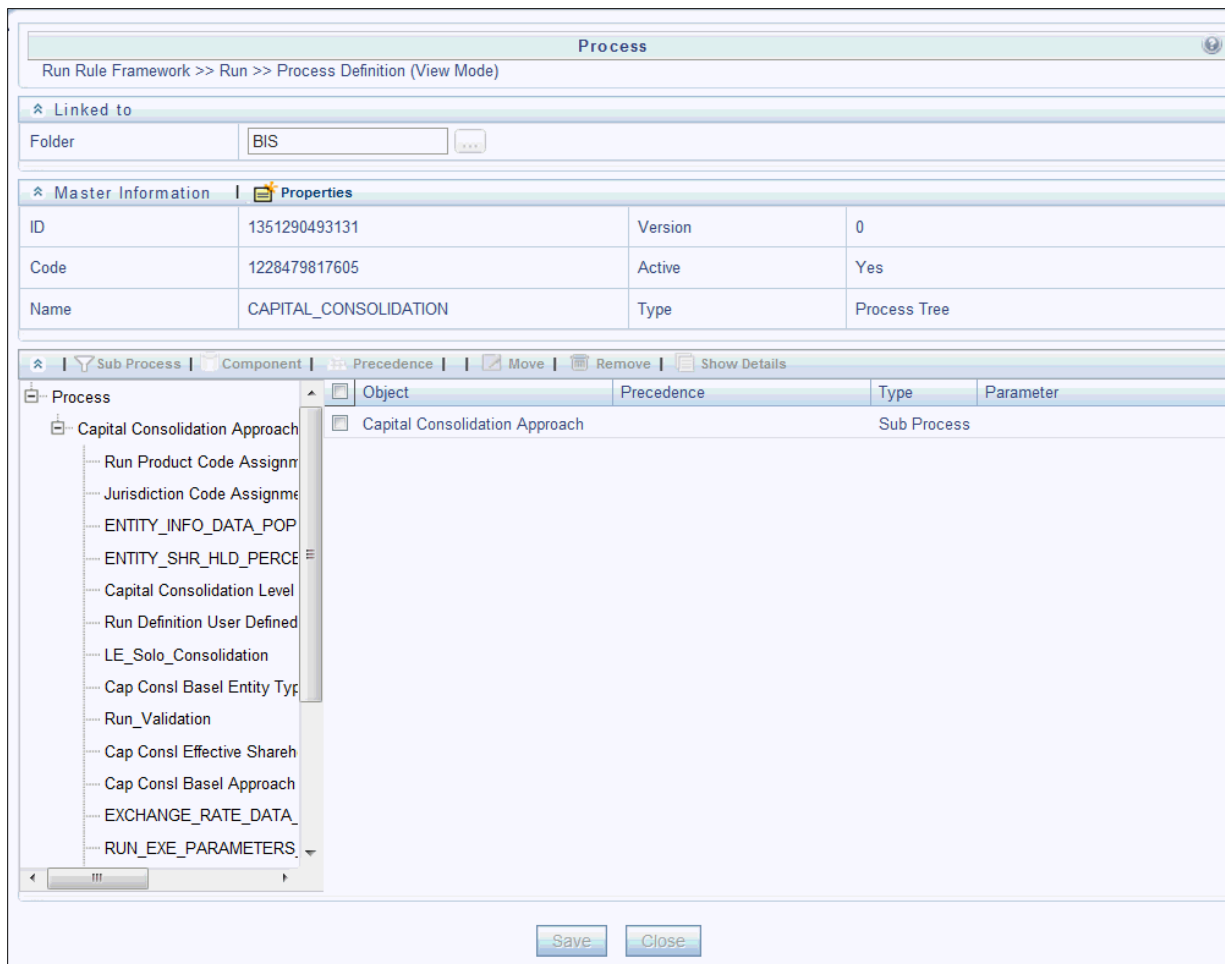 Process
Run Rule Framework >> Run >> Process Definition (View Mode)
Linked to
Folder BIS ...
Master Information | Properties
ID 1351290493131 Version 0
Code 1228479817605 Active Yes
Name CAPITAL_CONSOLIDATION Type Process Tree
| Sub Process | Component | Precedence | | Move | Remove | Show Details
Process
Capital Consolidation Approach
Run Product Code Assignm
Jurisdiction Code Assignme
ENTITY_INFO_DATA_POP
ENTITY_SHR_HLD_PERCE
Capital Consolidation Level
Run Definition User Defined
LE_Solo_Consolidation
Cap Consl Basel Entity Typ
Run_Validation
Cap Consl Effective Shareh
Cap Consl Basel Approach
EXCHANGE_RATE_DATA_
RUN_EXE_PARAMETERS_
Object Precedence Type Parameter
Capital Consolidation Approach Sub Process
Save Close